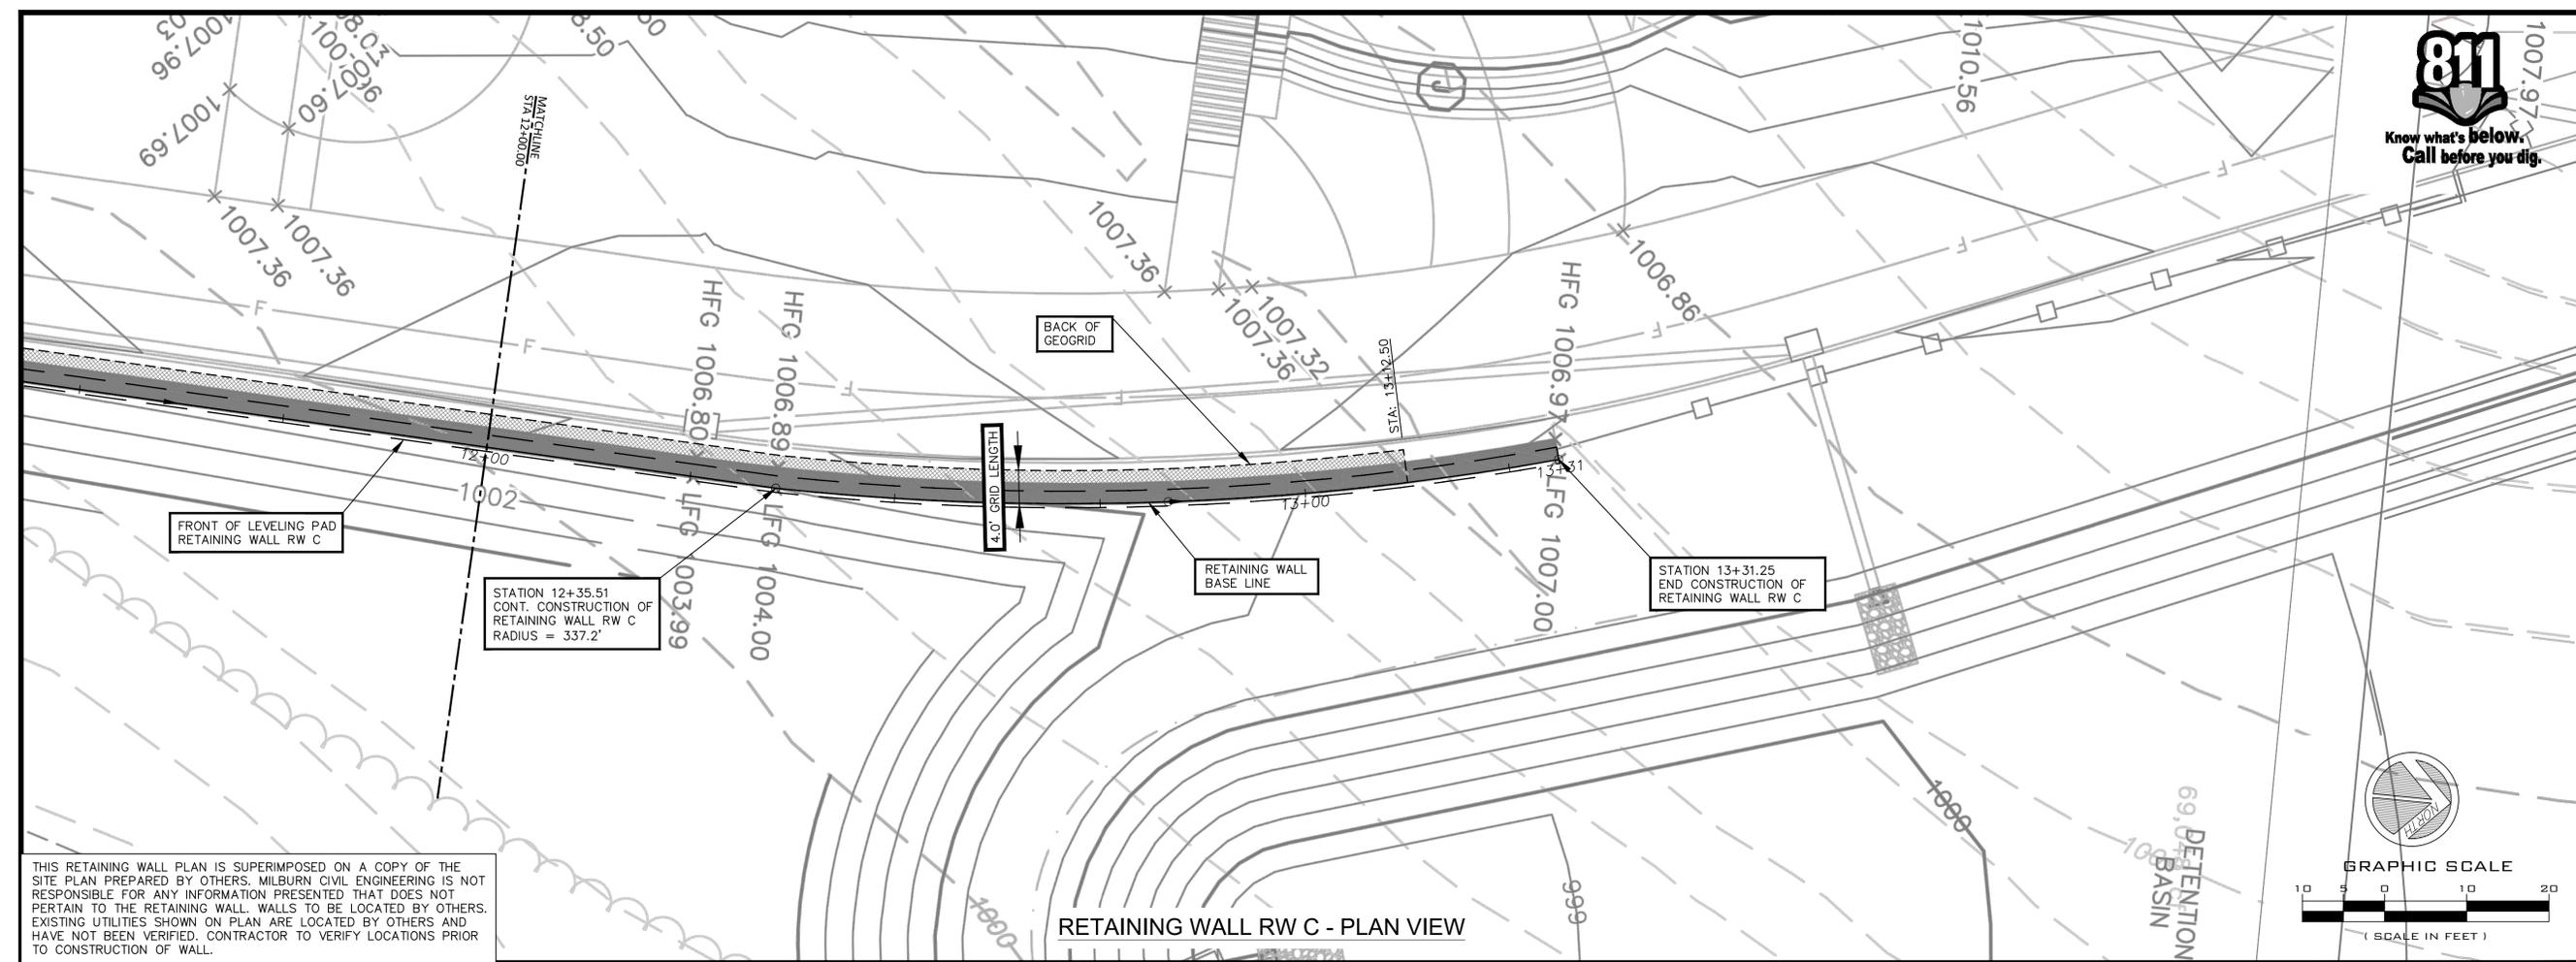 1007.96
1007.69
1007.60
1007.36
1007.36
MATCHLINE
STA 12+00.00
1007.36
1007.36
1007.32
J
1006.86
1010.56
1007.97
811
Know what's below.
Call before you dig.
F
F
F
F
F
F
F
HFG 1006.80
HFG 1006.89
HFG 1006.97
BACK OF
GEOGRID
STA: 13+12.50
4.0' GRID LENGTH
12+00
13+00
13+31
1002
LFG 1003.99
LFG 1004.00
LFG 1007.00
FRONT OF LEVELING PAD
RETAINING WALL RW C
STATION 12+35.51
CONT. CONSTRUCTION OF
RETAINING WALL RW C
RADIUS = 337.2'
RETAINING WALL
BASE LINE
STATION 13+31.25
END CONSTRUCTION OF
RETAINING WALL RW C
1000
1000
999
DETENTION
BASIN
NORTH
GRAPHIC SCALE
10 5 0 10 20
( SCALE IN FEET )
THIS RETAINING WALL PLAN IS SUPERIMPOSED ON A COPY OF THE
SITE PLAN PREPARED BY OTHERS. MILBURN CIVIL ENGINEERING IS NOT
RESPONSIBLE FOR ANY INFORMATION PRESENTED THAT DOES NOT
PERTAIN TO THE RETAINING WALL. WALLS TO BE LOCATED BY OTHERS.
EXISTING UTILITIES SHOWN ON PLAN ARE LOCATED BY OTHERS AND
HAVE NOT BEEN VERIFIED. CONTRACTOR TO VERIFY LOCATIONS PRIOR
TO CONSTRUCTION OF WALL.
RETAINING WALL RW C - PLAN VIEW